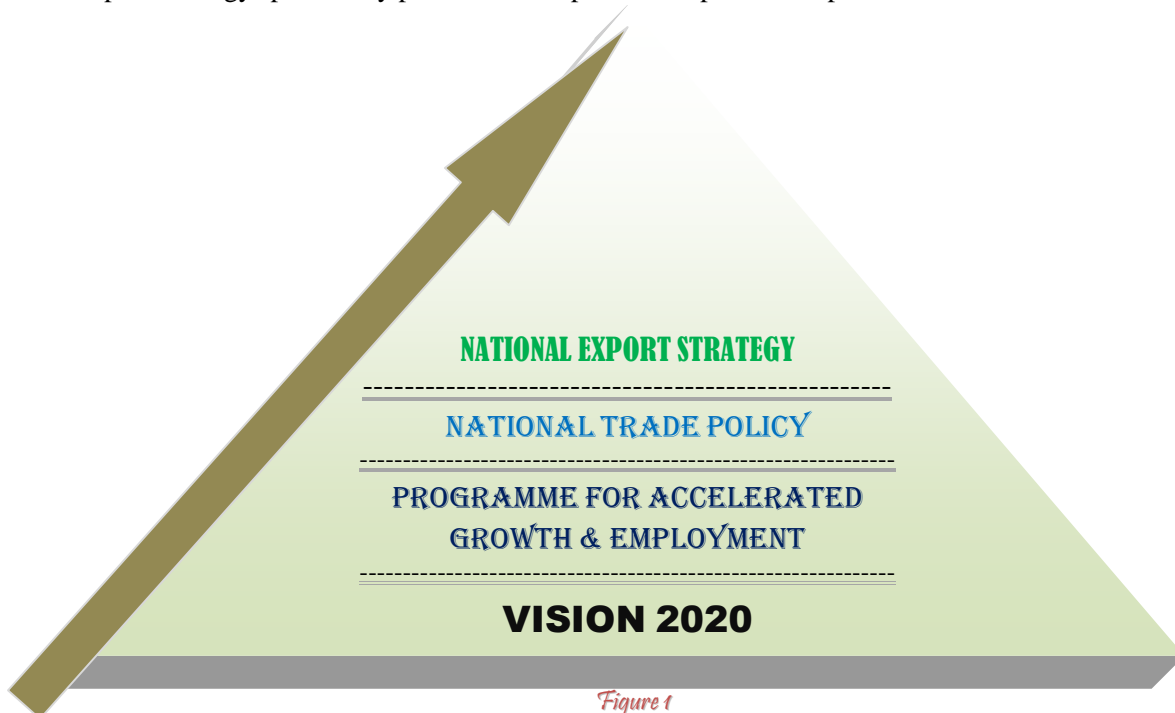 NATIONAL EXPORT STRATEGY
NATIONAL TRADE POLICY
PROGRAMME FOR ACCELERATED
GROWTH & EMPLOYMENT
VISION 2020
Figure 1